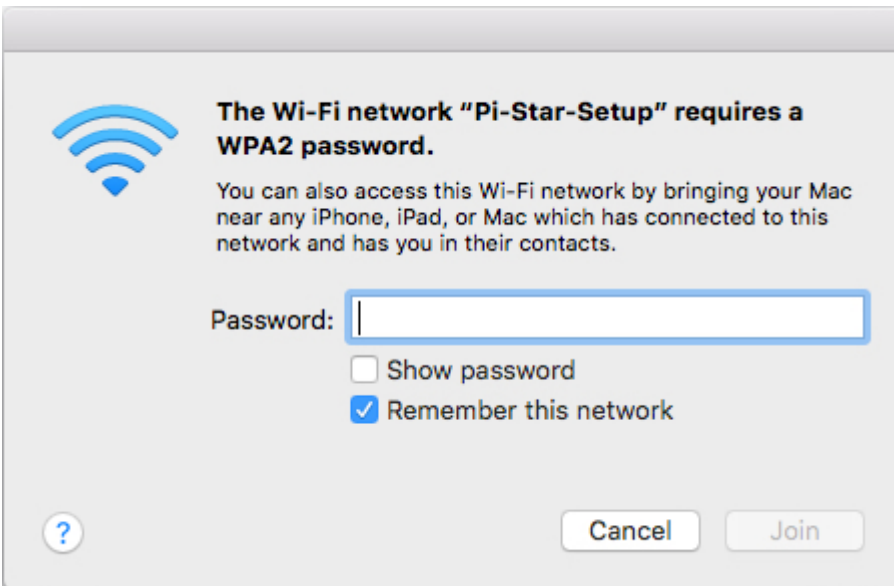 The Wi-Fi network “Pi-Star-Setup” requires a
WPA2 password.
You can also access this Wi-Fi network by bringing your Mac
near any iPhone, iPad, or Mac which has connected to this
network and has you in their contacts.
Password:
Show password
Remember this network
?
Cancel
Join